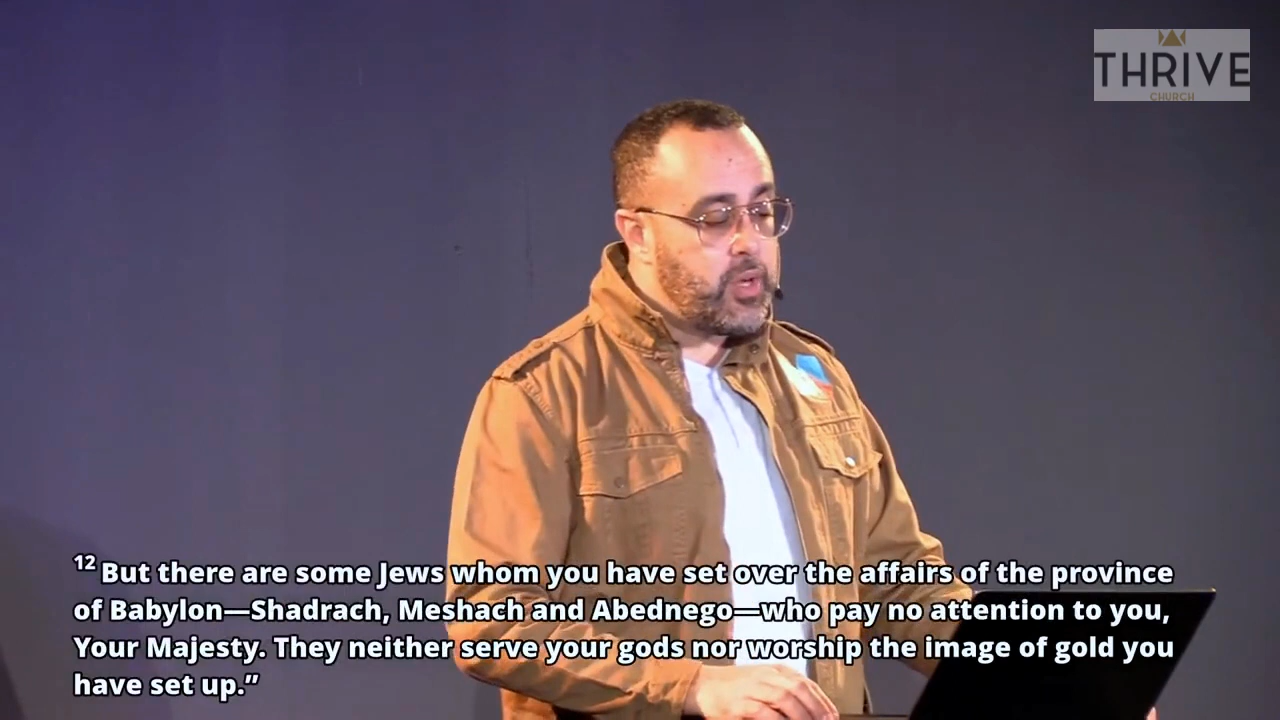 THRIVE
CHURCH
12 But there are some Jews whom you have set over the affairs of the province
of Babylon—Shadrach, Meshach and Abednego—who pay no attention to you,
Your Majesty. They neither serve your gods nor worship the image of gold you
have set up.”